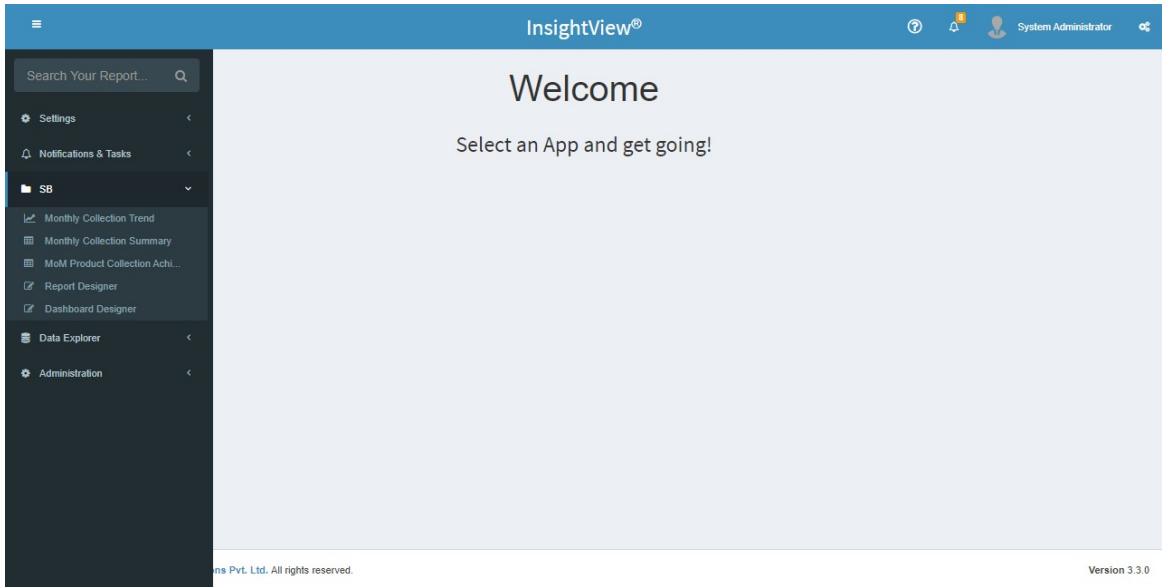 InsightView®
8
System Administrator
Search Your Report...
Settings
Notifications & Tasks
SB
Monthly Collection Trend
Monthly Collection Summary
MoM Product Collection Achi...
Report Designer
Dashboard Designer
Data Explorer
Administration
Welcome
Select an App and get going!
ons Pvt. Ltd. All rights reserved.
Version 3.3.0